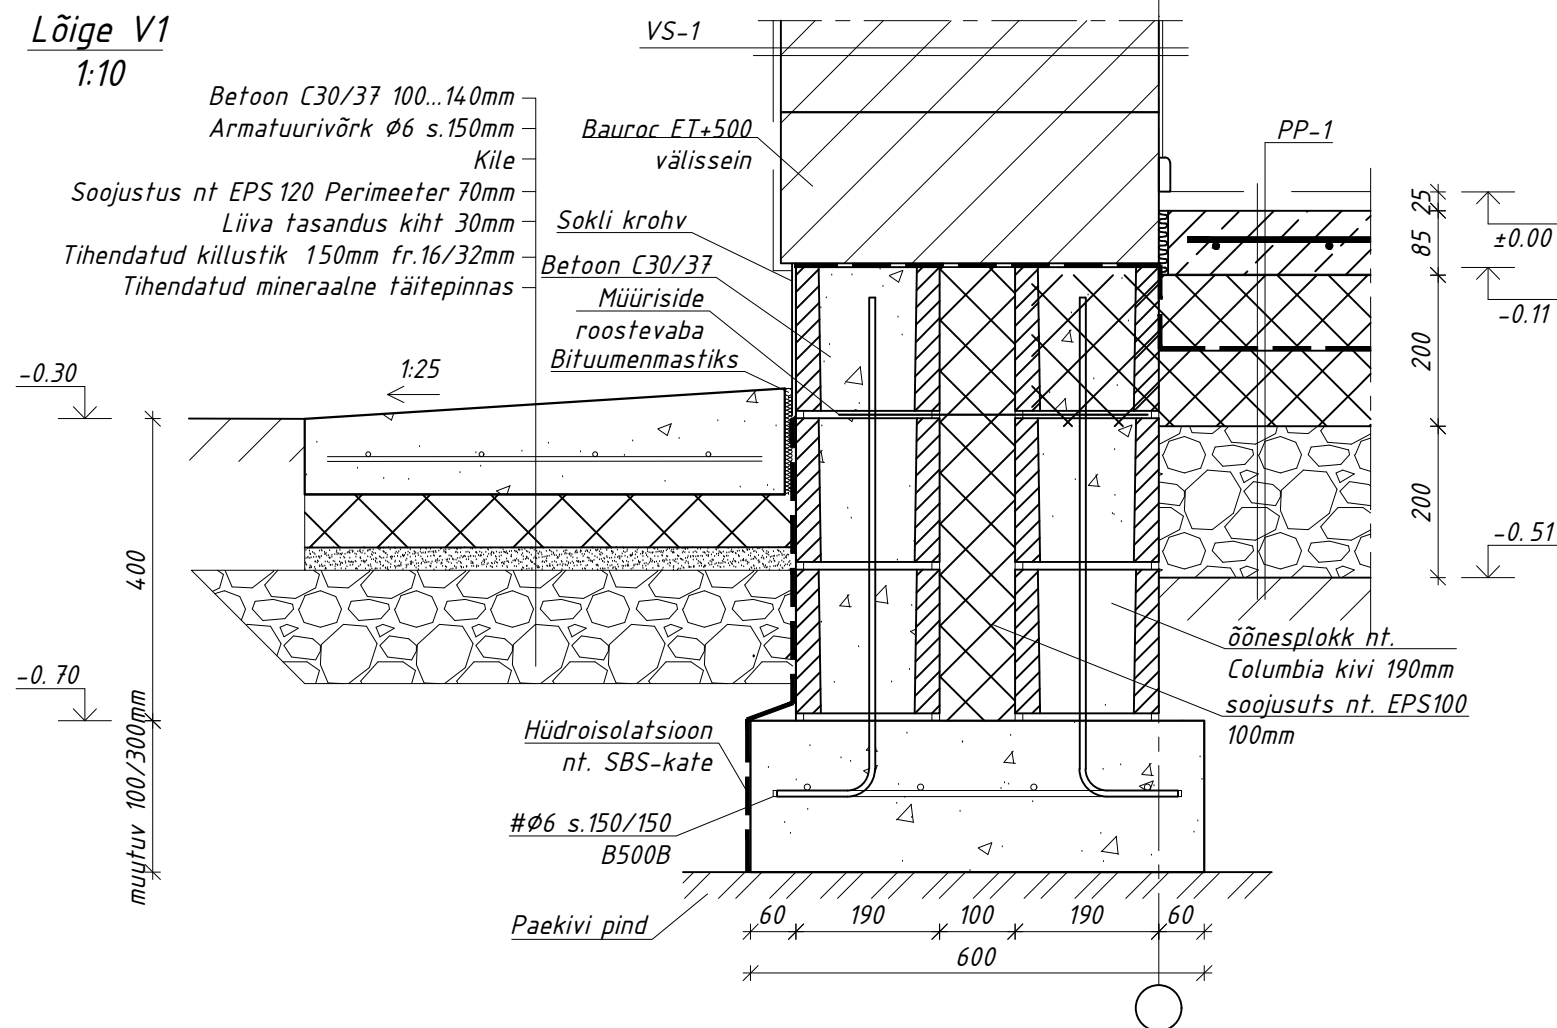 Lõige V1
1:10
VS-1
Betoon C30/37 100...140mm
Armatuurivõrk Ø6 s.150mm
Kile
Soojustus nt EPS 120 Perimeeter 70mm
Liiva tasandus kiht 30mm
Tihendatud killustik 150mm fr.16/32mm
Tihendatud mineraalne täitepinnas
Bauroc ET+500
välissein
Sokli krohv
Betoon C30/37
Müüriside
roostevaba
Bituumenmastiks
PP-1
25
85
200
200
±0.00
-0.11
-0.51
1:25
-0.30
400
-0.70
muutuv 100/300mm
õõnesplokk nt.
Columbia kivi 190mm
soojusuts nt. EPS100
100mm
Hüdroisolatsioon
nt. SBS-kate
#Ø6 s.150/150
B500B
Paekivi pind
60 190 100 190 60
600